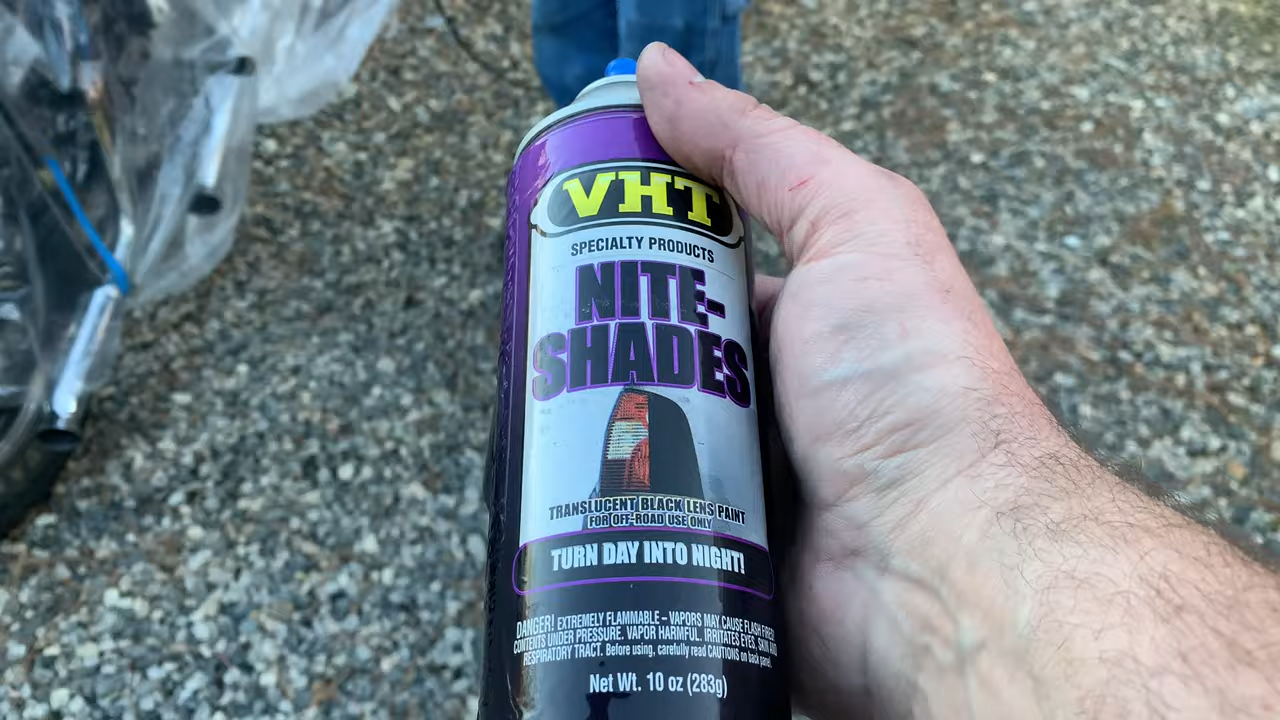 VHT
SPECIALTY PRODUCTS
NITE-
SHADES
TRANSLUCENT BLACK LENS PAINT
FOR OFF-ROAD USE ONLY
TURN DAY INTO NIGHT!
DANGER! EXTREMELY FLAMMABLE – VAPORS MAY CAUSE FLASH FIRE!
CONTENTS UNDER PRESSURE. VAPOR HARMFUL. IRRITATES EYES, SKIN AND
RESPIRATORY TRACT. Before using, carefully read CAUTIONS on back panel.
Net Wt. 10 oz (283g)